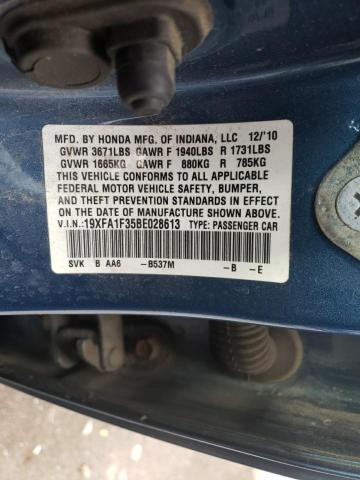 MFD. BY HONDA MFG. OF INDIANA, LLC 12/'10
GVWR 3671LBS GAWR F 1940LBS R 1731LBS
GVWR 1665KG GAWR F 880KG R 785KG
THIS VEHICLE CONFORMS TO ALL APPLICABLE
FEDERAL MOTOR VEHICLE SAFETY, BUMPER,
AND THEFT PREVENTION STANDARDS IN EFFECT
ON THE DATE OF MANUFACTURE SHOWN ABOVE.
V.I.N.: 19XFA1F35BE028613 TYPE: PASSENGER CAR
SVK B AA6 -B537M -B -E